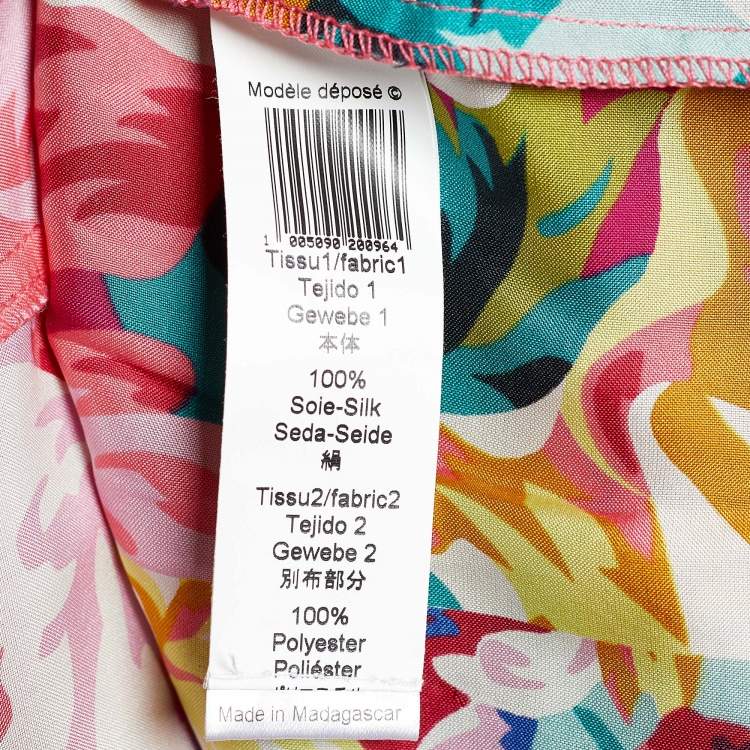 Modèle déposé ©
1 005090 200964
Tissu1/fabric1
Tejido 1
Gewebe 1
本体
100%
Soie-Silk
Seda-Seide
絹
Tissu2/fabric2
Tejido 2
Gewebe 2
別布部分
100%
Polyester
Poliéster
Made in Madagascar